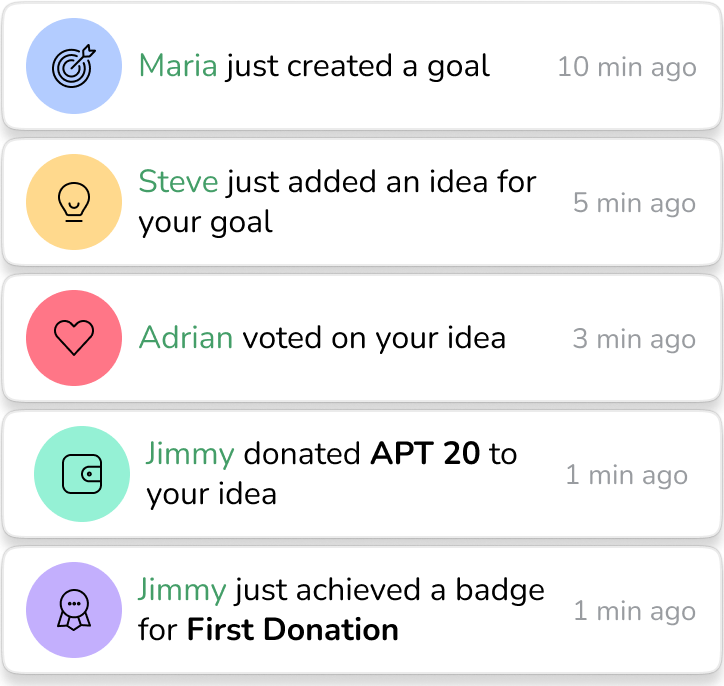 Maria just created a goal
10 min ago
Steve just added an idea for
your goal
5 min ago
Adrian voted on your idea
3 min ago
Jimmy donated APT 20 to
your idea
1 min ago
Jimmy just achieved a badge
for First Donation
1 min ago